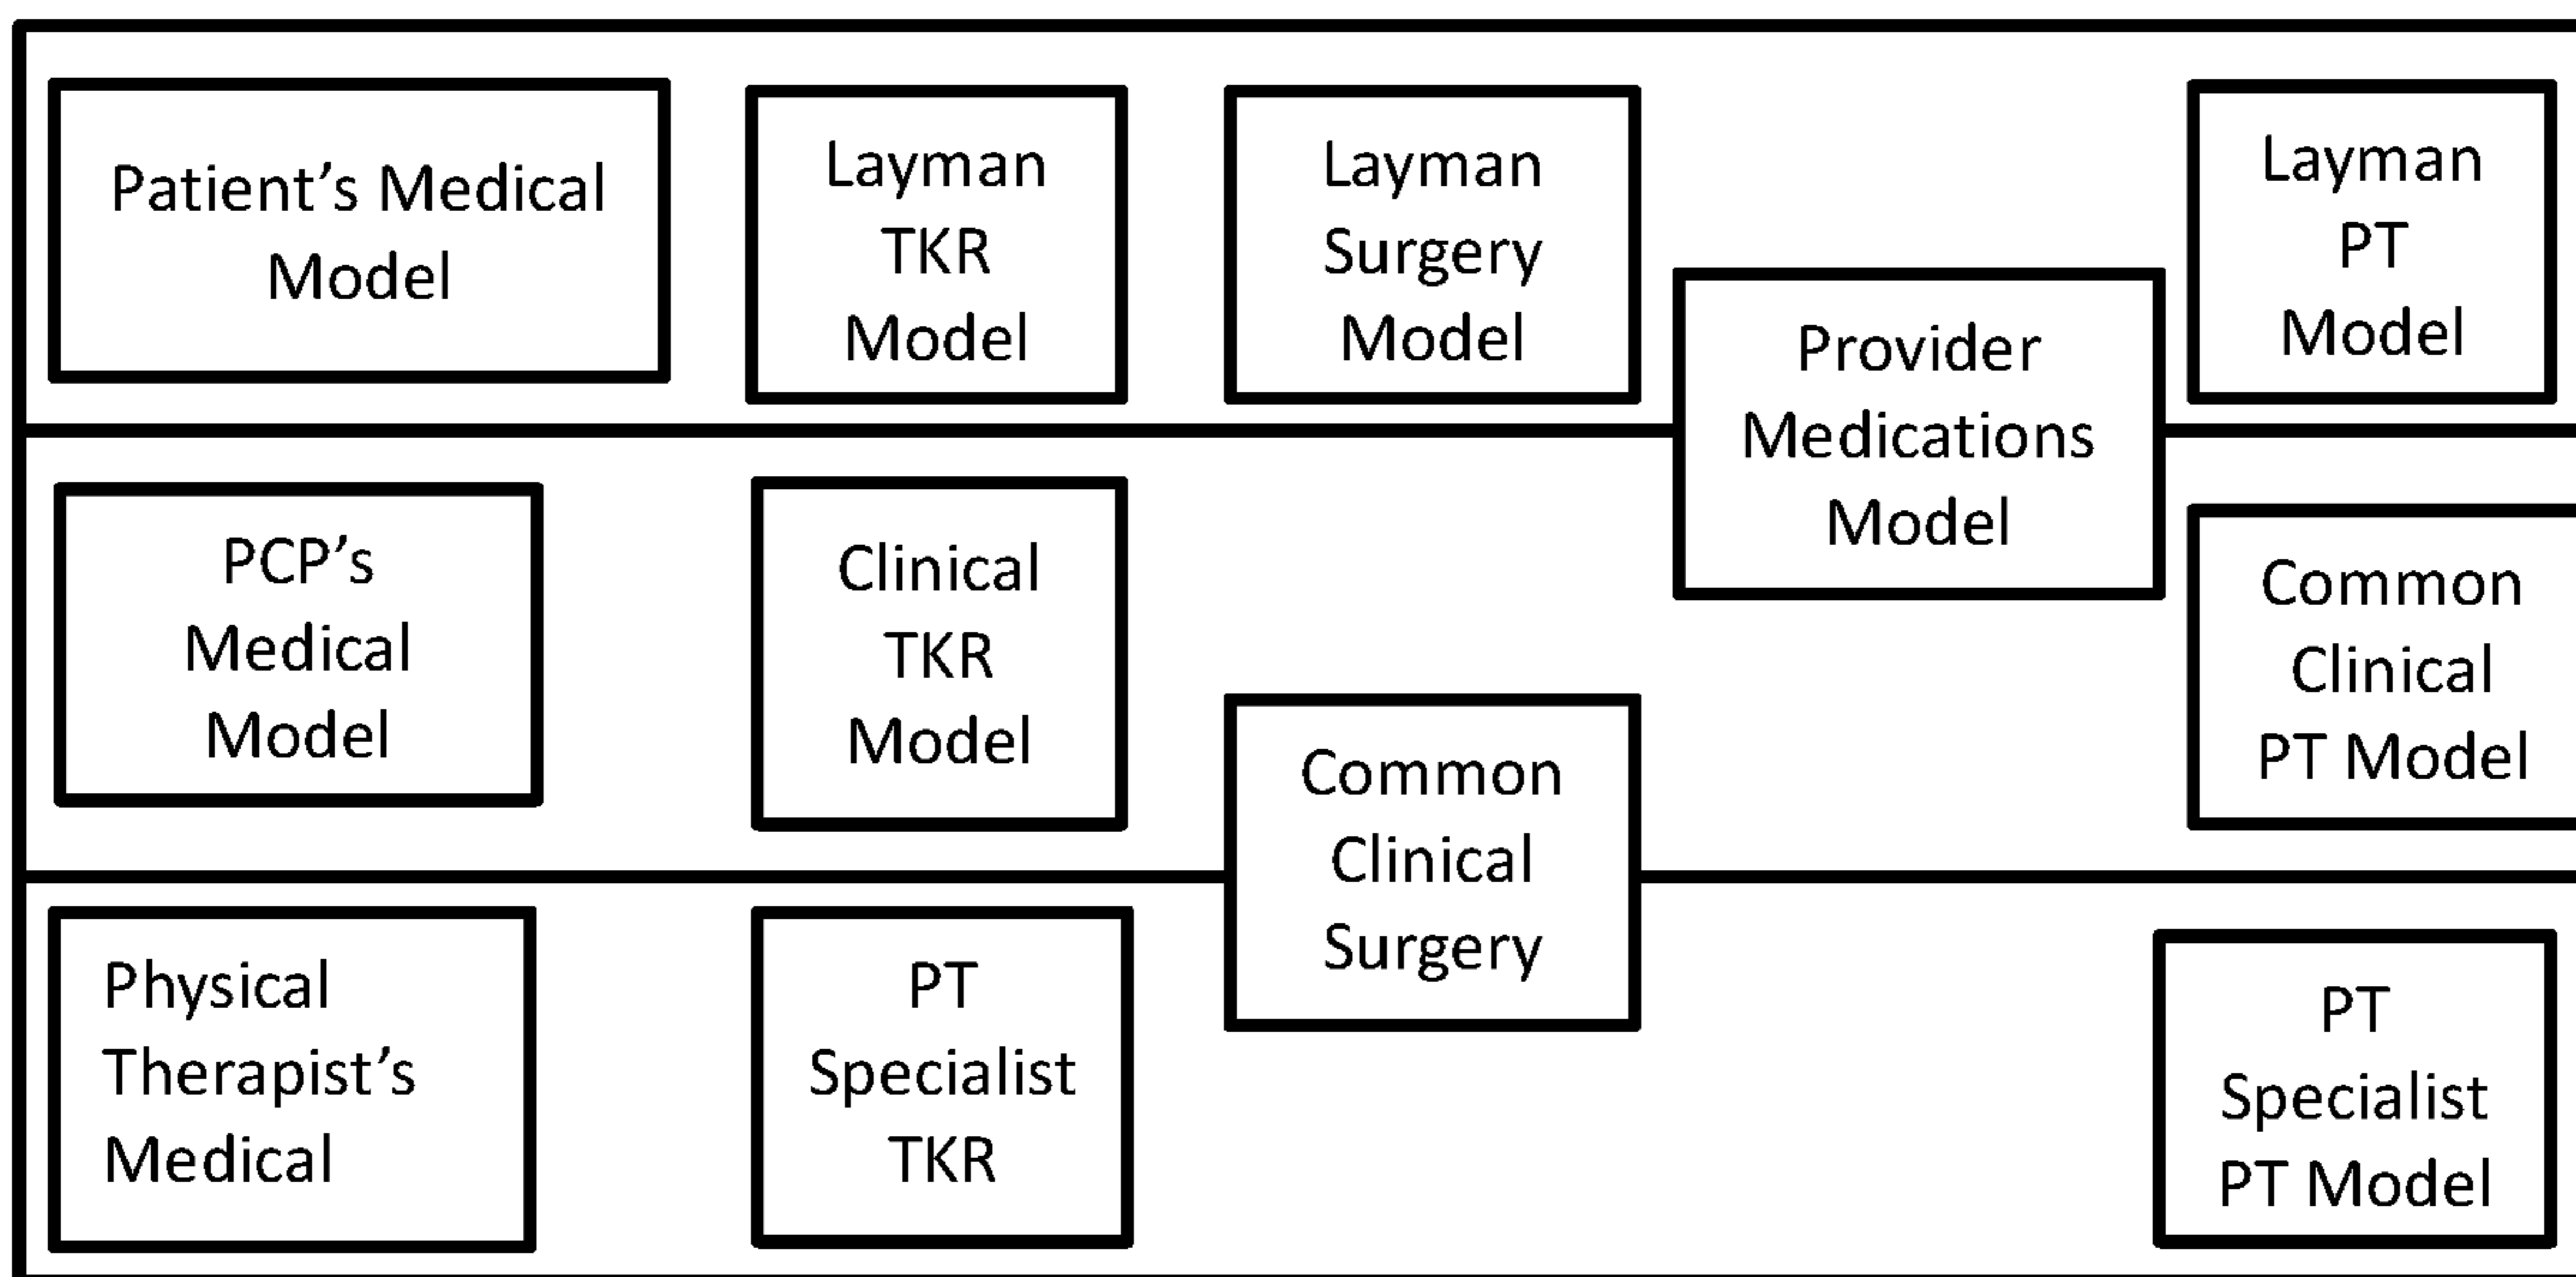 Patient’s Medical
Model
Layman
TKR
Model
Layman
Surgery
Model
Provider
Medications
Model
Layman
PT
Model
PCP’s
Medical
Model
Clinical
TKR
Model
Common
Clinical
Surgery
Common
Clinical
PT Model
Physical
Therapist’s
Medical
PT
Specialist
TKR
PT
Specialist
PT Model